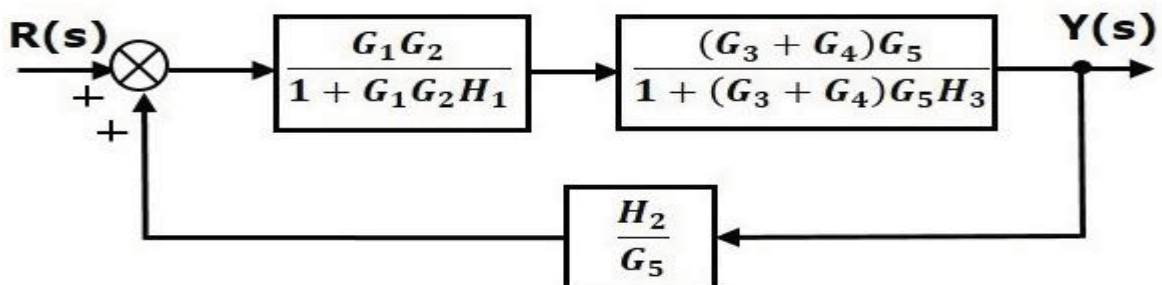 R(s)
Y(s)
G₁G₂
1 + G₁G₂H₁
(G₃ + G₄)G₅
1 + (G₃ + G₄)G₅H₃
+
+
H₂
G₅